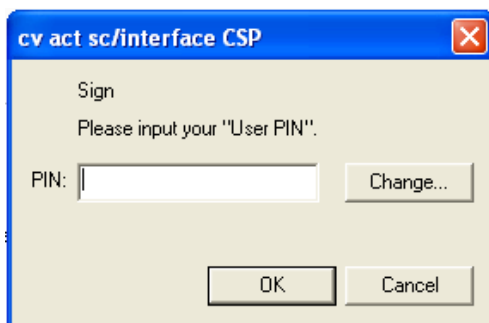 cv act sc/interface CSP
Sign
Please input your "User PIN".
PIN:
Change...
OK
Cancel